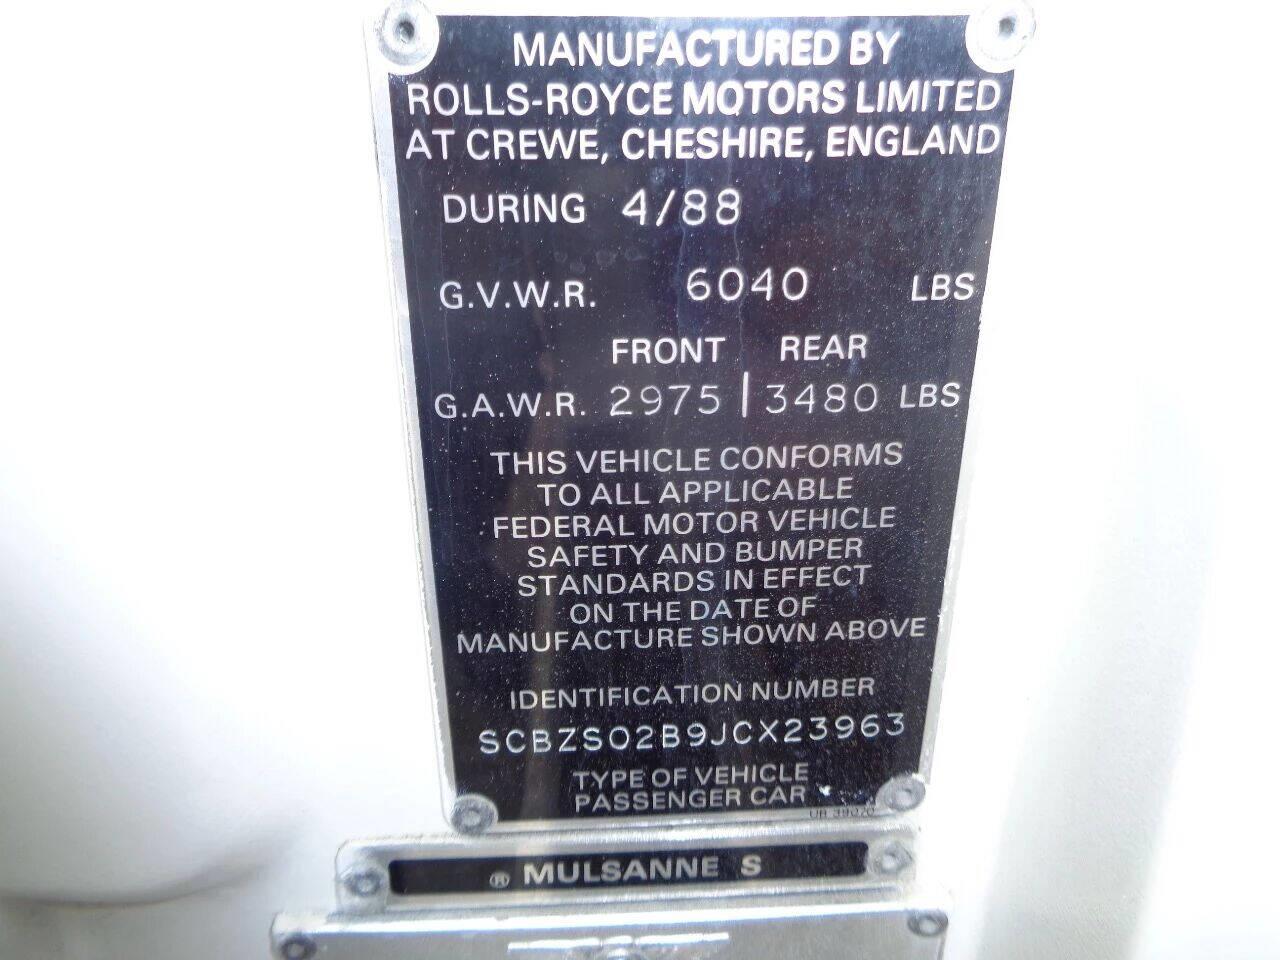 MANUFACTURED BY
ROLLS-ROYCE MOTORS LIMITED
AT CREWE, CHESHIRE, ENGLAND
DURING 4/88
G.V.W.R. 6040 LBS
FRONT REAR
G.A.W.R. 2975 | 3480 LBS
THIS VEHICLE CONFORMS
TO ALL APPLICABLE
FEDERAL MOTOR VEHICLE
SAFETY AND BUMPER
STANDARDS IN EFFECT
ON THE DATE OF
MANUFACTURE SHOWN ABOVE
IDENTIFICATION NUMBER
SCBZS02B9JCX23963
TYPE OF VEHICLE
PASSENGER CAR
® MULSANNE S